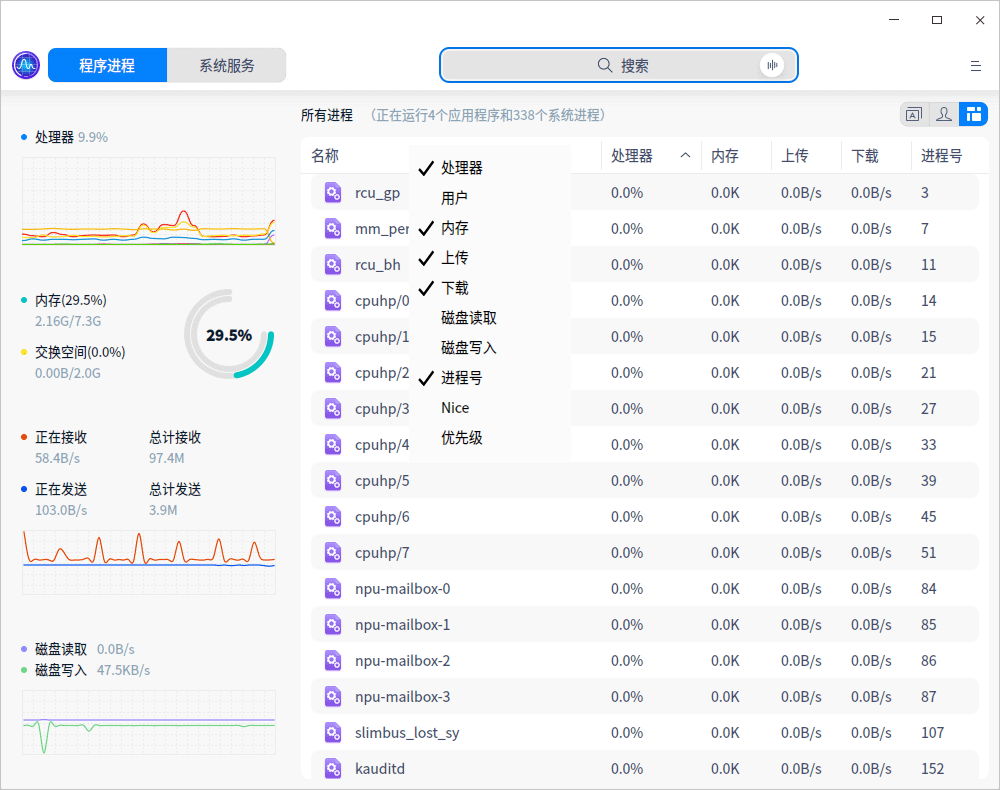 程序进程 系统服务 搜索
所有进程 （正在运行4个应用程序和338个系统进程）
处理器 9.9%
内存(29.5%)
2.16G/7.3G
交换空间(0.0%)
0.00B/2.0G
29.5%
正在接收 总计接收
58.4B/s 97.4M
正在发送 总计发送
103.0B/s 3.9M
磁盘读取 0.0B/s
磁盘写入 47.5KB/s
名称 处理器 内存 上传 下载 进程号
rcu_gp 0.0% 0.0K 0.0B/s 0.0B/s 3
mm_per 0.0% 0.0K 0.0B/s 0.0B/s 7
rcu_bh 0.0% 0.0K 0.0B/s 0.0B/s 11
cpuhp/0 0.0% 0.0K 0.0B/s 0.0B/s 14
cpuhp/1 0.0% 0.0K 0.0B/s 0.0B/s 15
cpuhp/2 0.0% 0.0K 0.0B/s 0.0B/s 21
cpuhp/3 0.0% 0.0K 0.0B/s 0.0B/s 27
cpuhp/4 0.0% 0.0K 0.0B/s 0.0B/s 33
cpuhp/5 0.0% 0.0K 0.0B/s 0.0B/s 39
cpuhp/6 0.0% 0.0K 0.0B/s 0.0B/s 45
cpuhp/7 0.0% 0.0K 0.0B/s 0.0B/s 51
npu-mailbox-0 0.0% 0.0K 0.0B/s 0.0B/s 84
npu-mailbox-1 0.0% 0.0K 0.0B/s 0.0B/s 85
npu-mailbox-2 0.0% 0.0K 0.0B/s 0.0B/s 86
npu-mailbox-3 0.0% 0.0K 0.0B/s 0.0B/s 87
slimbus_lost_sy 0.0% 0.0K 0.0B/s 0.0B/s 107
kauditd 0.0% 0.0K 0.0B/s 0.0B/s 152
处理器
用户
内存
上传
下载
磁盘读取
磁盘写入
进程号
Nice
优先级